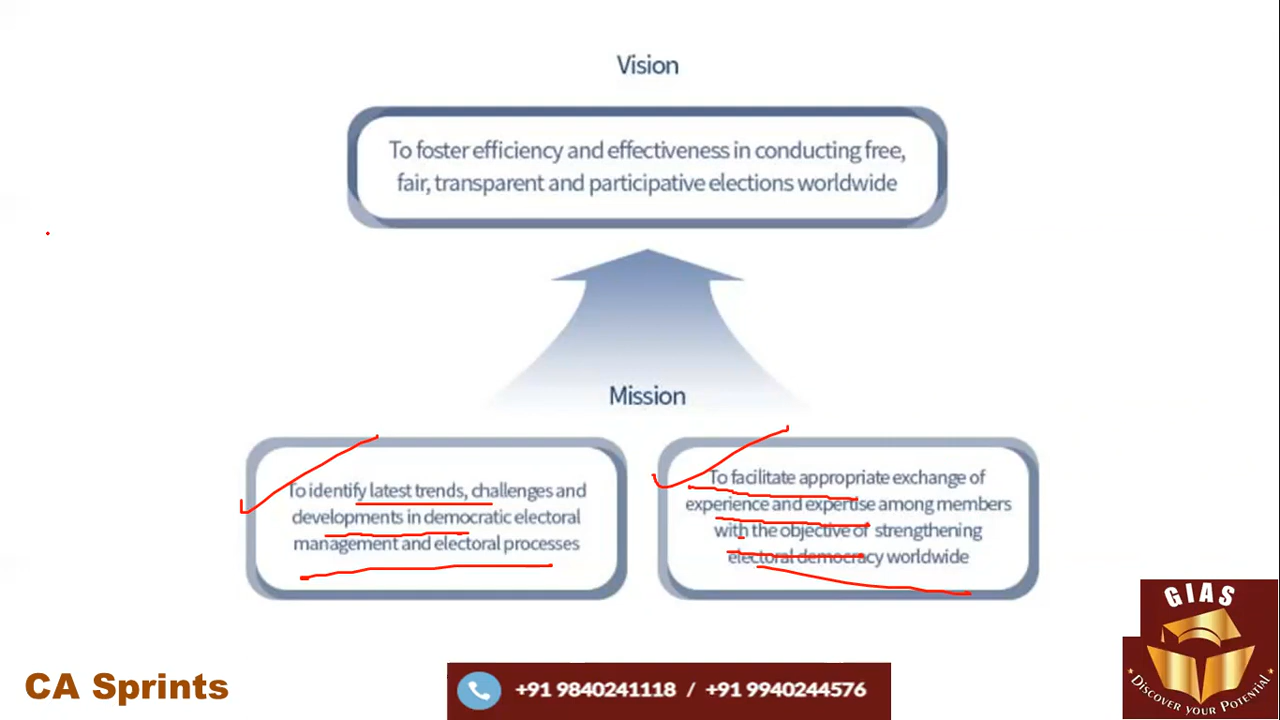 Vision
To foster efficiency and effectiveness in conducting free,
fair, transparent and participative elections worldwide
Mission
To identify latest trends, challenges and
developments in democratic electoral
management and electoral processes
To facilitate appropriate exchange of
experience and expertise among members
with the objective of strengthening
electoral democracy worldwide
GIAS
DISCOVER YOUR POTENTIAL
CA Sprints
+91 9840241118 / +91 9940244576